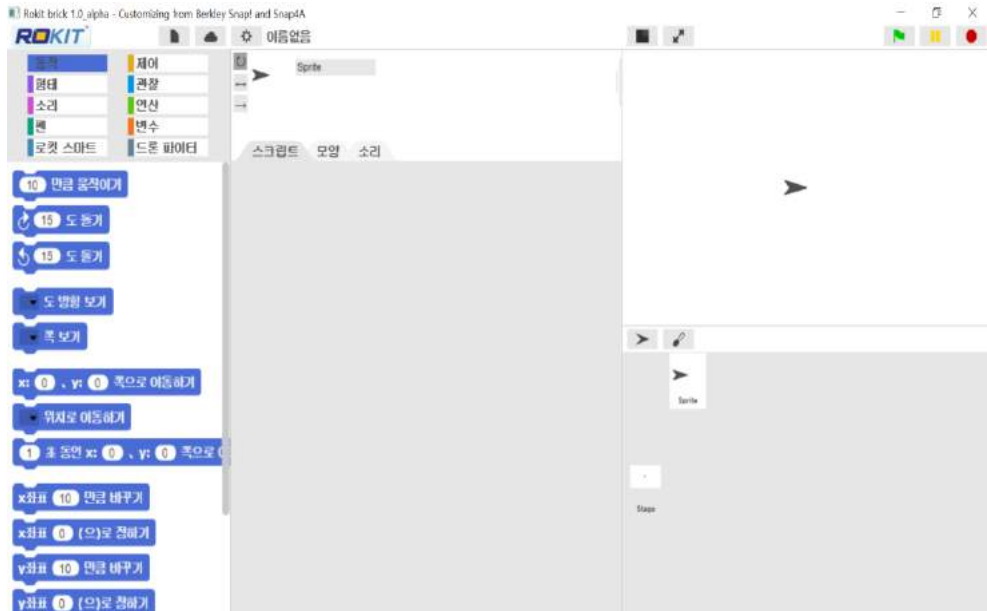 Rokit brick 1.0_alpha - Customizing from Berkley Snap! and Snap4A
ROKIT
이름없음
동작 제어
형태 관찰
소리 연산
펜 변수
로킷 스마트 드론 파이터
Sprite
스크립트 모양 소리
10 만큼 움직이기
15 도 돌기
15 도 돌기
도 방향 보기
쪽 보기
x: 0 , y: 0 쪽으로 이동하기
위치로 이동하기
1 초 동안 x: 0 , y: 0 쪽으로
x좌표 10 만큼 바꾸기
x좌표 0 (으)로 정하기
y좌표 10 만큼 바꾸기
y좌표 0 (으)로 정하기
Sprite
Stage